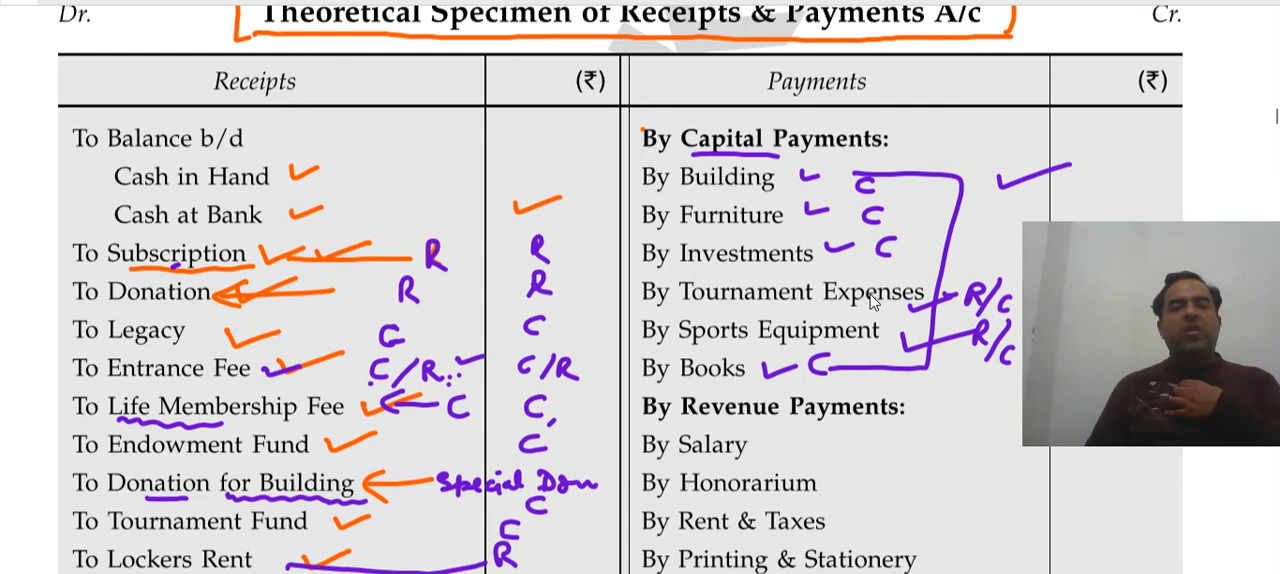 Dr. Theoretical Specimen of Receipts & Payments A/c Cr.
Receipts (₹) Payments (₹)
To Balance b/d By Capital Payments:
Cash in Hand By Building C
Cash at Bank By Furniture C
To Subscription R R By Investments C
To Donation R R By Tournament Expenses R/C
To Legacy C C By Sports Equipment R/C
To Entrance Fee C/R C/R By Books C
To Life Membership Fee C C By Revenue Payments:
To Endowment Fund C By Salary
To Donation for Building Special Don C By Honorarium
To Tournament Fund C By Rent & Taxes
To Lockers Rent R By Printing & Stationery